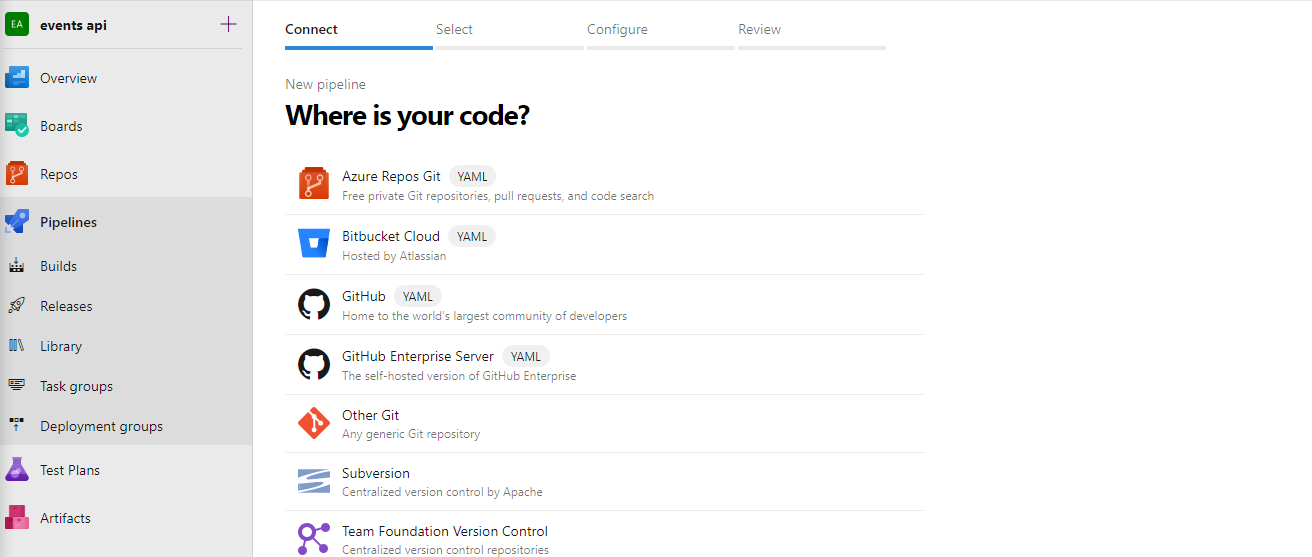 EA events api
Overview
Boards
Repos
Pipelines
Builds
Releases
Library
Task groups
Deployment groups
Test Plans
Artifacts
Connect Select Configure Review
New pipeline
Where is your code?
Azure Repos Git YAML
Free private Git repositories, pull requests, and code search
Bitbucket Cloud YAML
Hosted by Atlassian
GitHub YAML
Home to the world's largest community of developers
GitHub Enterprise Server YAML
The self-hosted version of GitHub Enterprise
Other Git
Any generic Git repository
Subversion
Centralized version control by Apache
Team Foundation Version Control
Centralized version control repositories